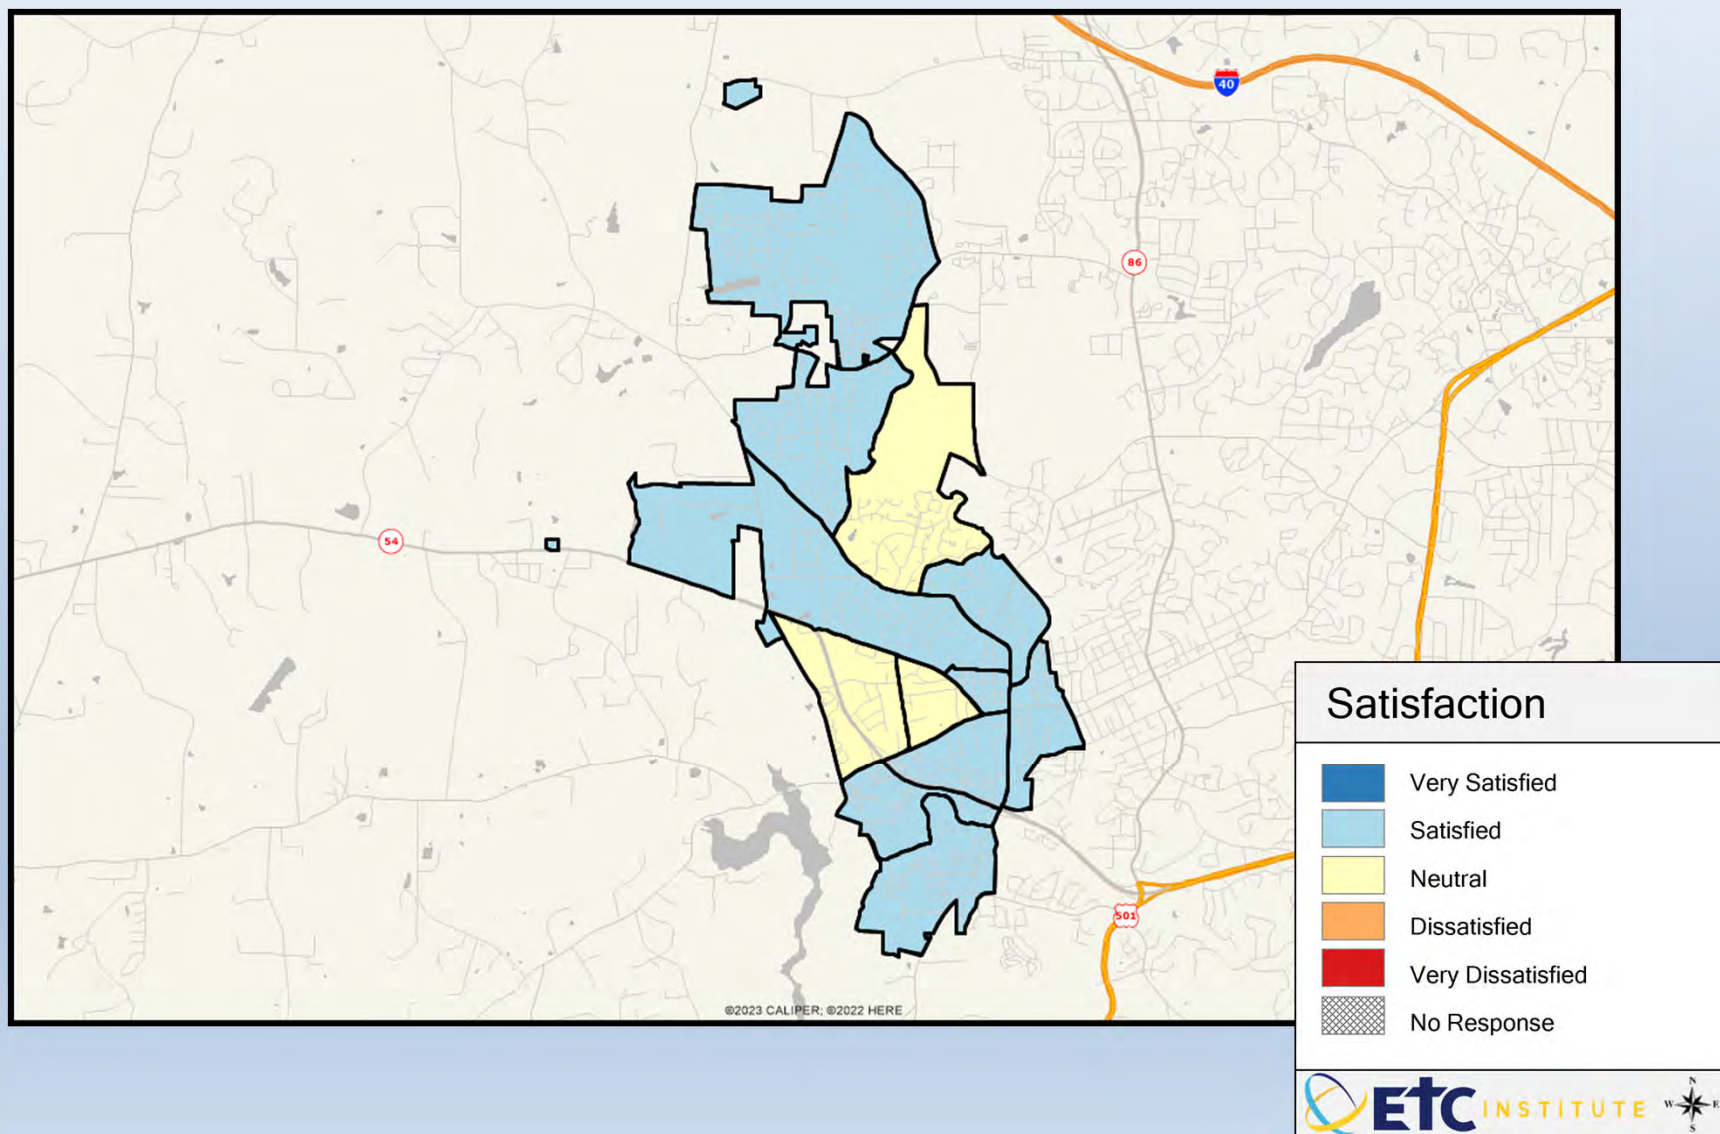 40
86
54
Satisfaction
Very Satisfied
Satisfied
Neutral
Dissatisfied
501
Very Dissatisfied
©2023 CALIPER; ©2022 HERE
No Response
N
ETC INSTITUTE
W E
S